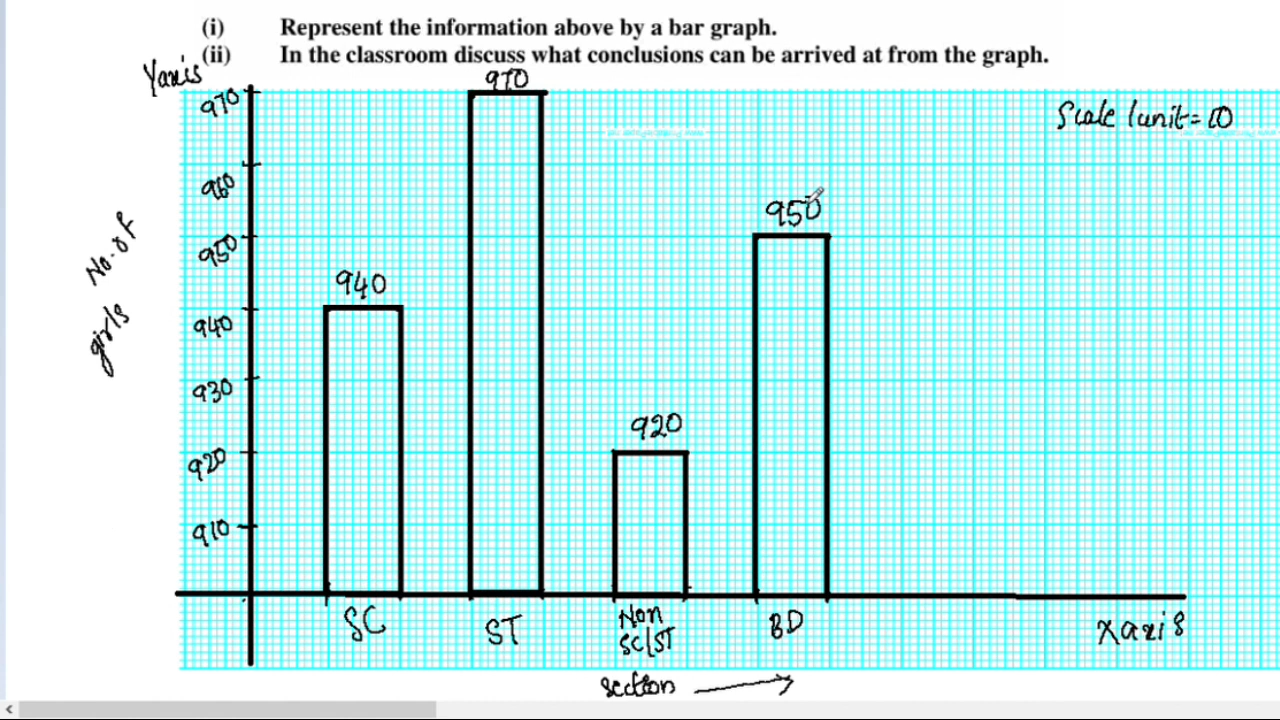 (i) Represent the information above by a bar graph.
(ii) In the classroom discuss what conclusions can be arrived at from the graph.
Yaxis
970
970
Scale 1unit=10
960
950
950
No. of
girls
940
940
930
920
920
910
SC
ST
Non
SC/ST
BD
Xaxis
section